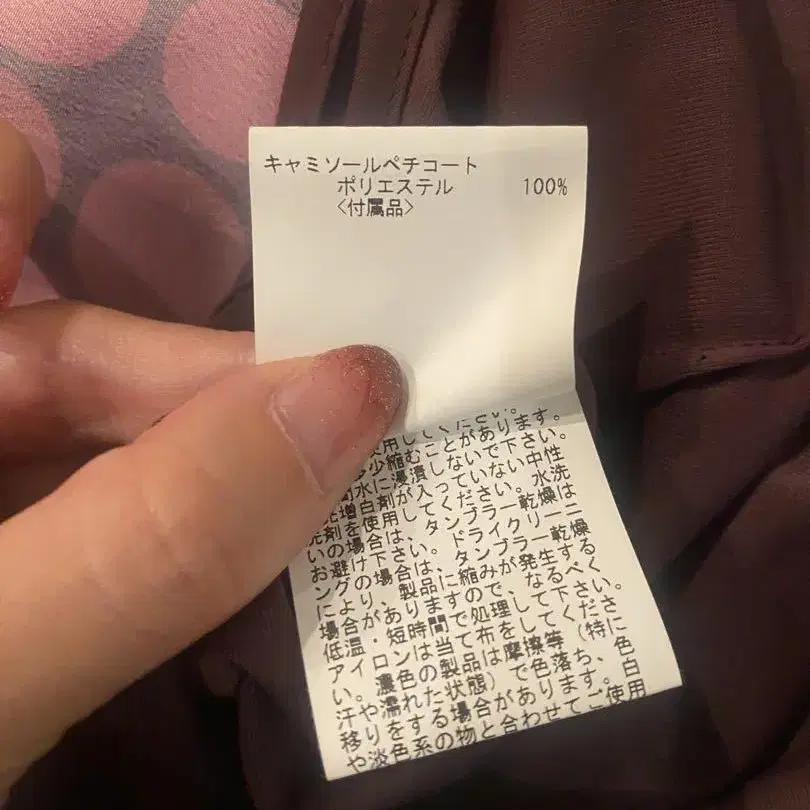 キャミソールペチコート
ポリエステル 100%
〈付属品〉
用してください。
少縮むことがあります。
水に浸漬しないで下さい。
増白剤が入っていない中性
洗剤を使用してください。水洗
いの場合は、タンブラー乾燥は
お避け下さい。ドライクリーニ
ングの場合は、タンブラー乾燥
により、製品に縮みが発生する
場合がありますので、なるべく
低温・短時間で処理して下さい。
アイロンは当て布をしてくださ
い。濃色の製品は摩擦等（特に
汗や濡れた状態）で色落ち、色
移りをする場合があります。白
や淡色系の物と合わせてご使用